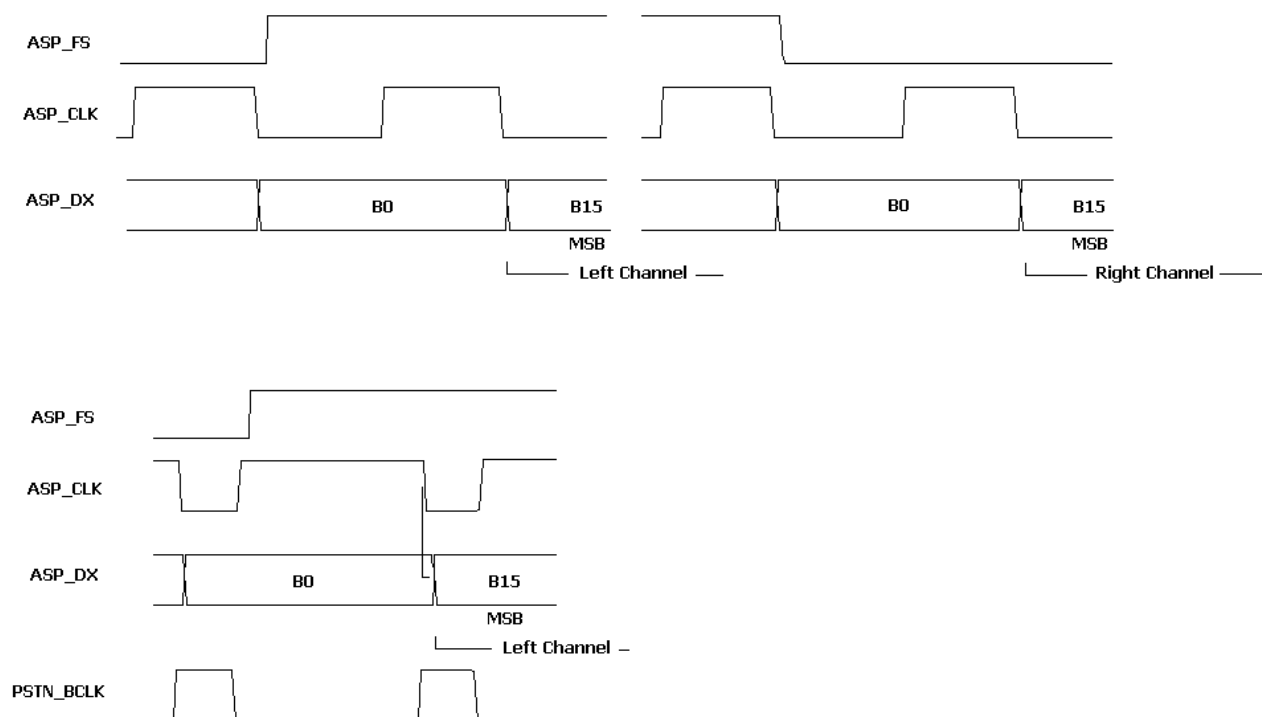 ASP_FS
ASP_CLK
ASP_DX
B0
B15
B0
B15
MSB
MSB
Left Channel
Right Channel
ASP_FS
ASP_CLK
ASP_DX
B0
B15
MSB
Left Channel
PSTN_BCLK